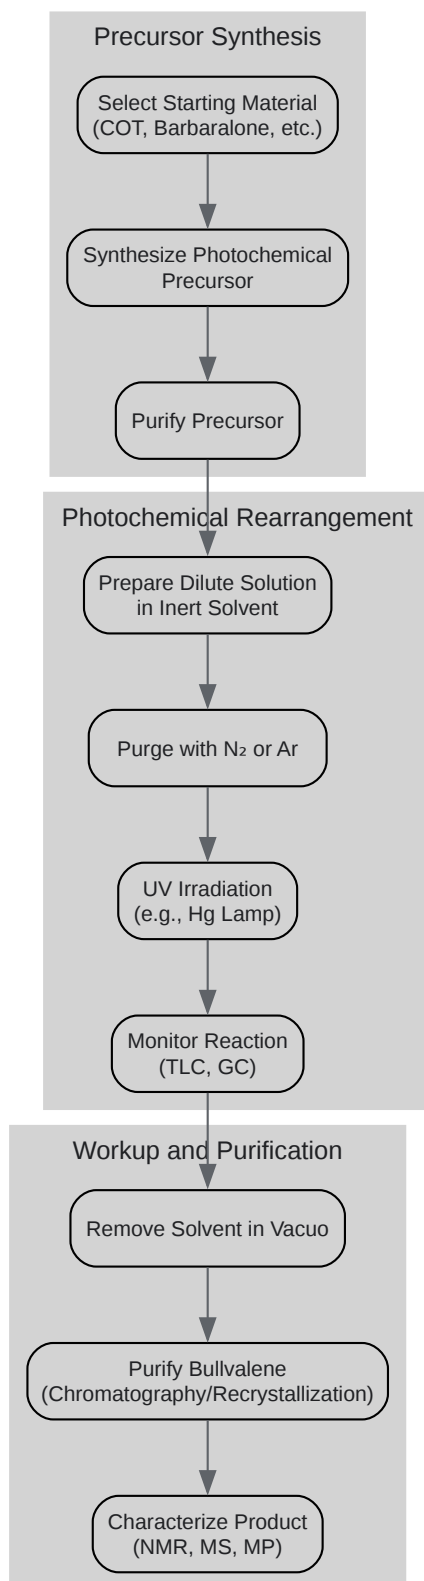 Precursor Synthesis
Select Starting Material
(COT, Barbaralone, etc.)
Synthesize Photochemical
Precursor
Purify Precursor
Photochemical Rearrangement
Prepare Dilute Solution
in Inert Solvent
Purge with N₂ or Ar
UV Irradiation
(e.g., Hg Lamp)
Monitor Reaction
(TLC, GC)
Workup and Purification
Remove Solvent in Vacuo
Purify Bullvalene
(Chromatography/Recrystallization)
Characterize Product
(NMR, MS, MP)